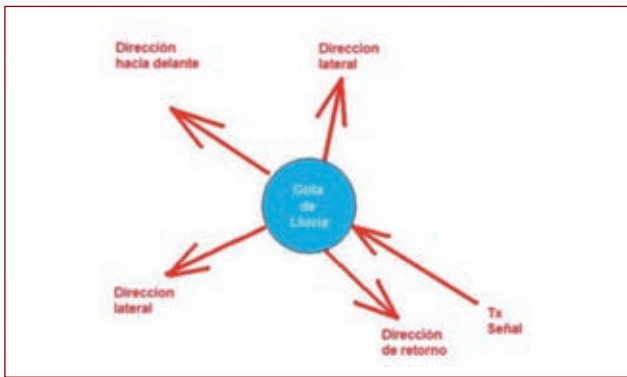 Dirección
hacia delante
Direccion
lateral
Gota
de
Lluvia
Direccion
lateral
Dirección
de retorno
Tx
Señal